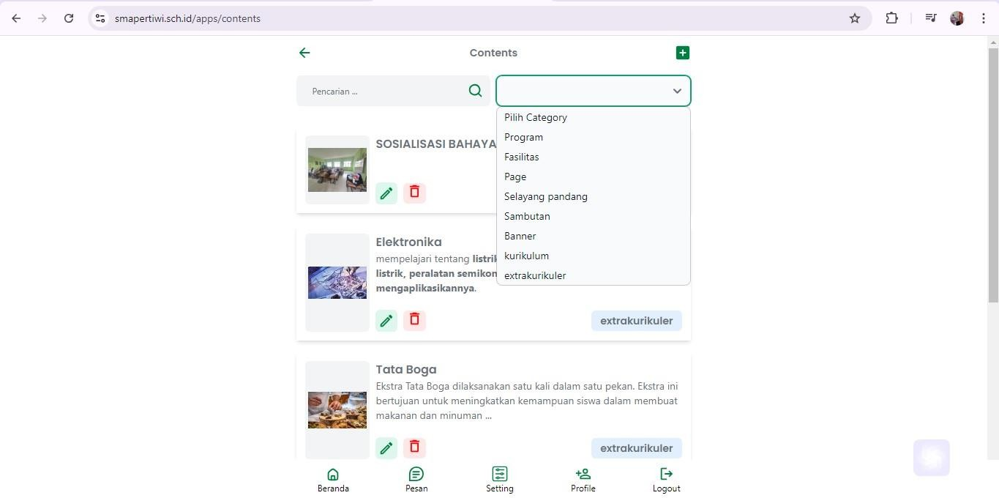 smapertiwi.sch.id/apps/contents
Contents
Pencarian ...
Pilih Category
Program
Fasilitas
Page
Selayang pandang
Sambutan
Banner
kurikulum
extrakurikuler
SOSIALISASI BAHAYA
Elektronika
mempelajari tentang listrik
listrik, peralatan semikon
mengaplikasikannya.
extrakurikuler
Tata Boga
Ekstra Tata Boga dilaksanakan satu kali dalam satu pekan. Ekstra ini
bertujuan untuk meningkatkan kemampuan siswa dalam membuat
makanan dan minuman ...
extrakurikuler
Beranda
Pesan
Setting
Profile
Logout